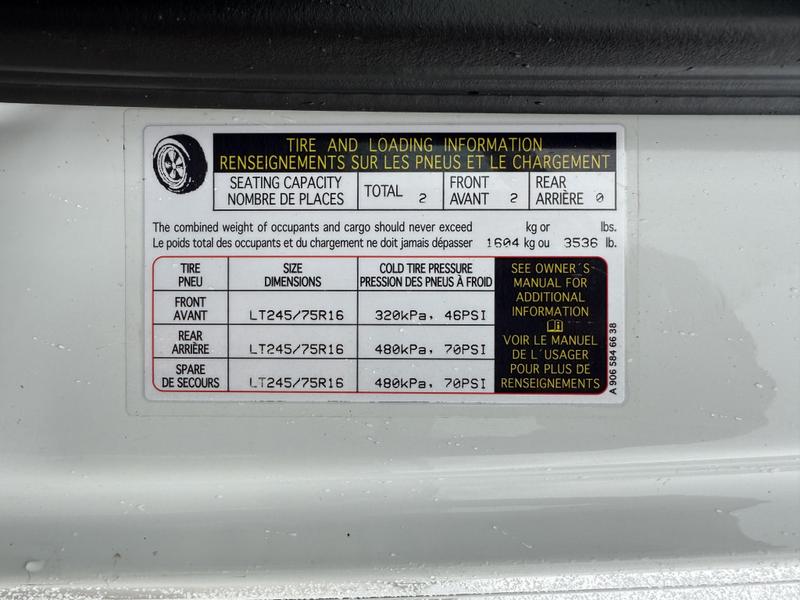 TIRE AND LOADING INFORMATION
RENSEIGNEMENTS SUR LES PNEUS ET LE CHARGEMENT
SEATING CAPACITY
NOMBRE DE PLACES
TOTAL 2
FRONT
AVANT 2
REAR
ARRIÈRE 0
The combined weight of occupants and cargo should never exceed kg or lbs.
Le poids total des occupants et du chargement ne doit jamais dépasser 1604 kg ou 3536 lb.
TIRE
PNEU
SIZE
DIMENSIONS
COLD TIRE PRESSURE
PRESSION DES PNEUS À FROID
FRONT
AVANT
LT245/75R16
320kPa, 46PSI
REAR
ARRIÈRE
LT245/75R16
480kPa, 70PSI
SPARE
DE SECOURS
LT245/75R16
480kPa, 70PSI
SEE OWNER´S
MANUAL FOR
ADDITIONAL
INFORMATION
VOIR LE MANUEL
DE L´USAGER
POUR PLUS DE
RENSEIGNEMENTS
A 906 584 66 38